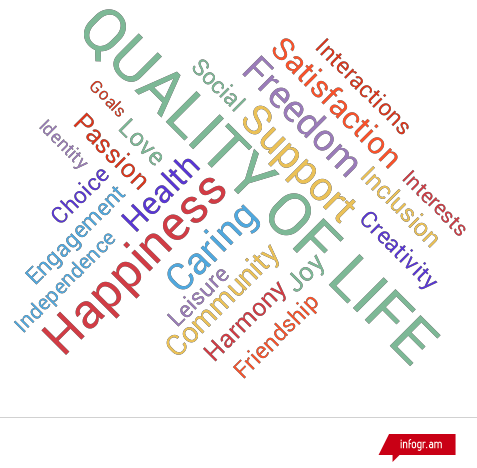 QUALITY OF LIFE
Interactions
Satisfaction
Freedom
Social
Support
Goals
Love
Passion
Identity
Interests
Inclusion
Creativity
Health
Choice
Engagement
Independence
Happiness
Caring
Leisure
Community
Joy
Harmony
Friendship
infogr.am